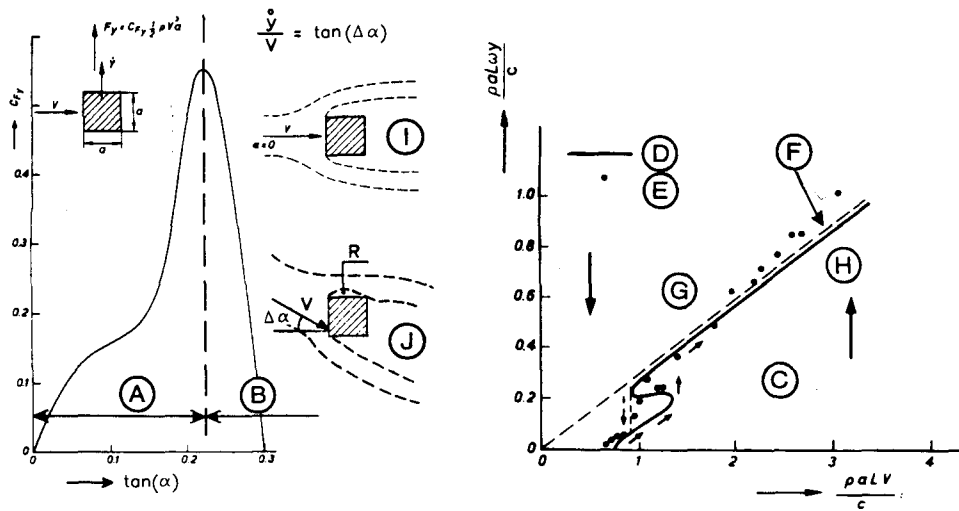 F_y = C_Fy ½ ρ V² a
ẏ
V
a
a
C_Fy
0.4
0.3
0.2
0.1
0
0
0.1
0.2
0.3
tan(α)
A
B
ẏ/V = tan(Δα)
V
α=0
I
R
V
Δα
J
ρaLωy/c
D
E
F
G
H
C
1.0
0.8
0.6
0.4
0.2
0
0
1
2
3
4
ρaLV/c